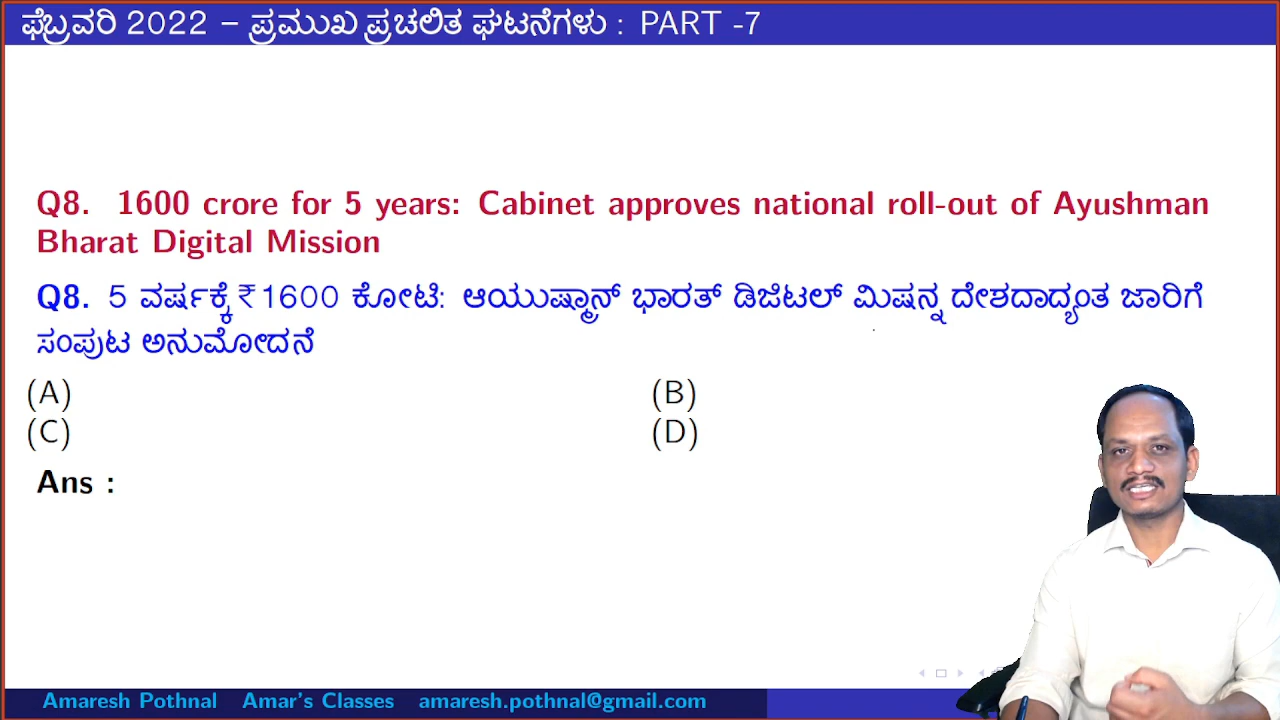 ಫೆಬ್ರವರಿ 2022 – ಪ್ರಮುಖ ಪ್ರಚಲಿತ ಘಟನೆಗಳು : PART -7
Q8. 1600 crore for 5 years: Cabinet approves national roll-out of Ayushman
Bharat Digital Mission
Q8. 5 ವರ್ಷಕ್ಕೆ ₹1600 ಕೋಟಿ: ಆಯುಷ್ಮಾನ್ ಭಾರತ್ ಡಿಜಿಟಲ್ ಮಿಷನ್ನ ದೇಶದಾದ್ಯಂತ ಜಾರಿಗೆ
ಸಂಪುಟ ಅನುಮೋದನೆ
(A) (B)
(C) (D)
Ans :
Amaresh Pothnal Amar's Classes amaresh.pothnal@gmail.com